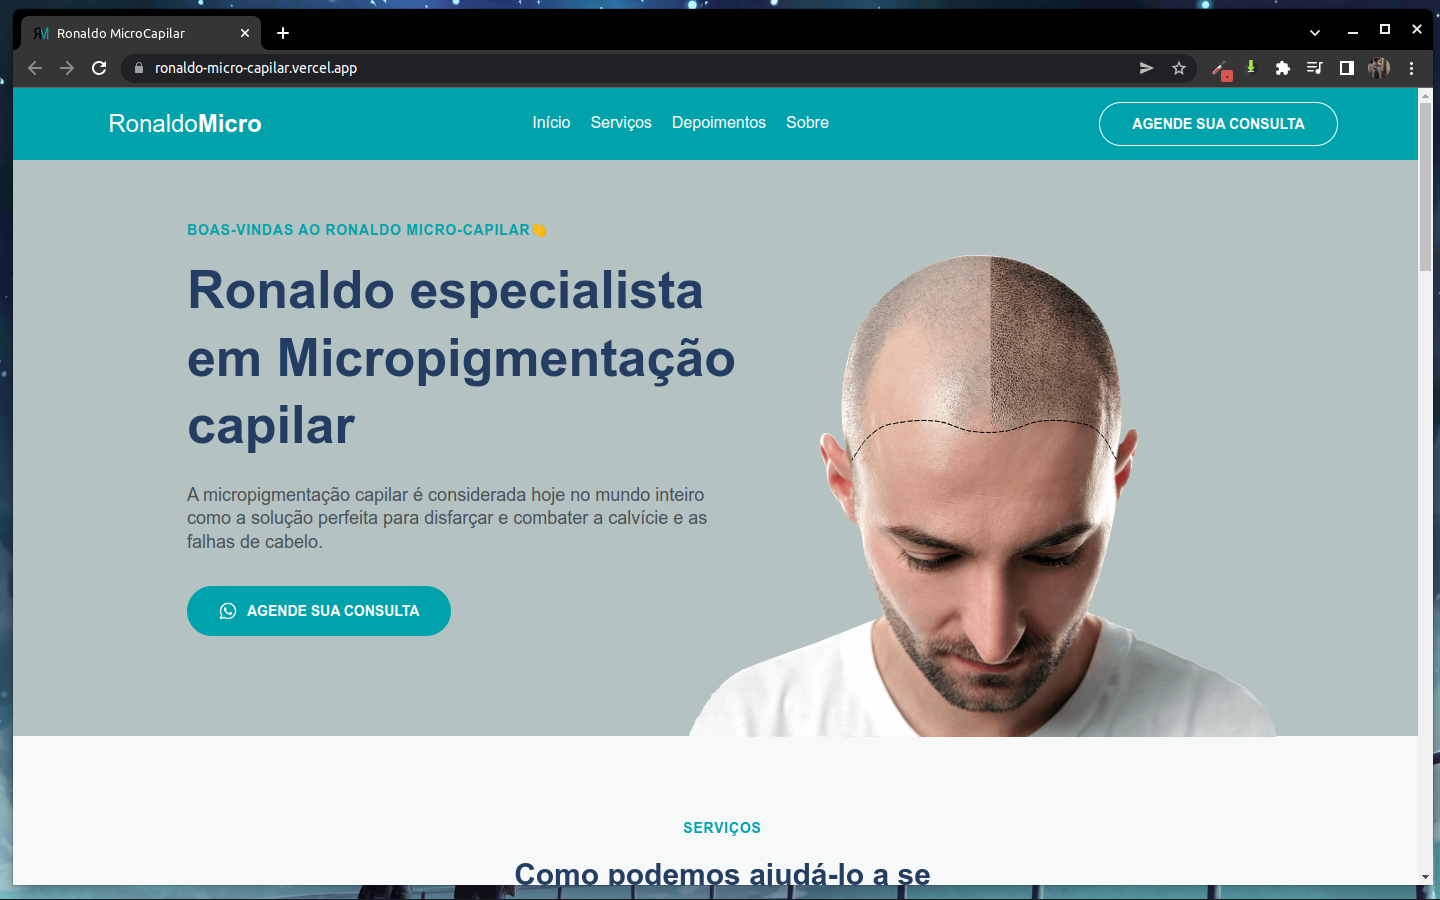 Ronaldo MicroCapilar
ronaldo-micro-capilar.vercel.app
RonaldoMicro
Início Serviços Depoimentos Sobre
AGENDE SUA CONSULTA
BOAS-VINDAS AO RONALDO MICRO-CAPILAR👋
Ronaldo especialista
em Micropigmentação
capilar
A micropigmentação capilar é considerada hoje no mundo inteiro
como a solução perfeita para disfarçar e combater a calvície e as
falhas de cabelo.
AGENDE SUA CONSULTA
SERVIÇOS
Como podemos ajudá-lo a se